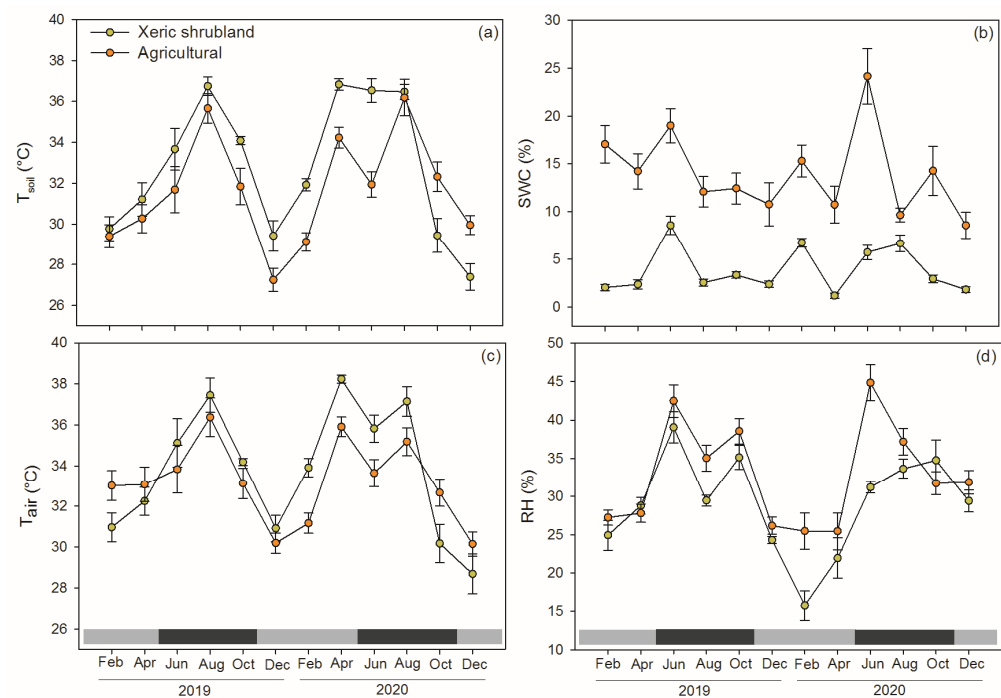 40
38
36
34
32
30
28
26
T soil (°C)
Xeric shrubland
Agricultural
(a)
30
25
20
15
10
5
0
SWC (%)
(b)
40
38
36
34
32
30
28
26
Tair (°C)
(c)
Feb Apr Jun Aug Oct Dec Feb Apr Jun Aug Oct Dec
2019 2020
50
45
40
35
30
25
20
15
10
RH (%)
(d)
Feb Apr Jun Aug Oct Dec Feb Apr Jun Aug Oct Dec
2019 2020